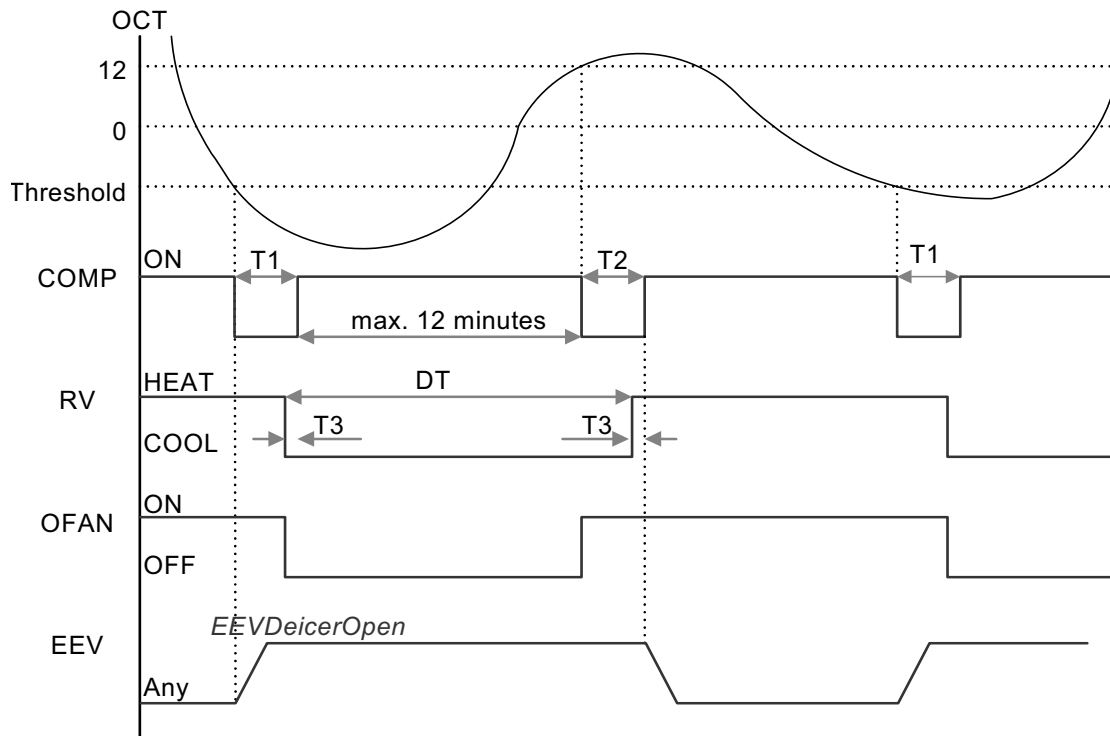 OCT
12
0
Threshold
COMP
ON
T1
T2
T1
max. 12 minutes
RV
HEAT
DT
COOL
T3
T3
OFAN
ON
OFF
EEV
EEVDeicerOpen
Any